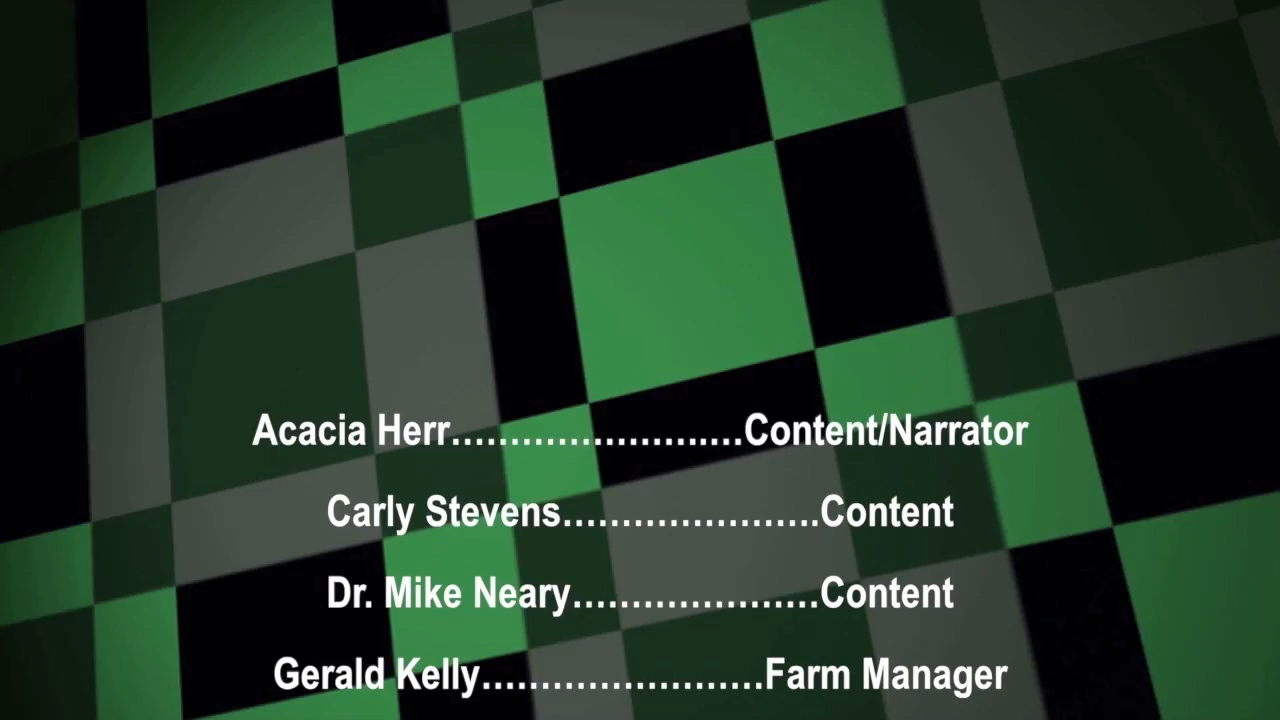 Acacia Herr.............................Content/Narrator
Carly Stevens......................Content
Dr. Mike Neary.....................Content
Gerald Kelly........................Farm Manager